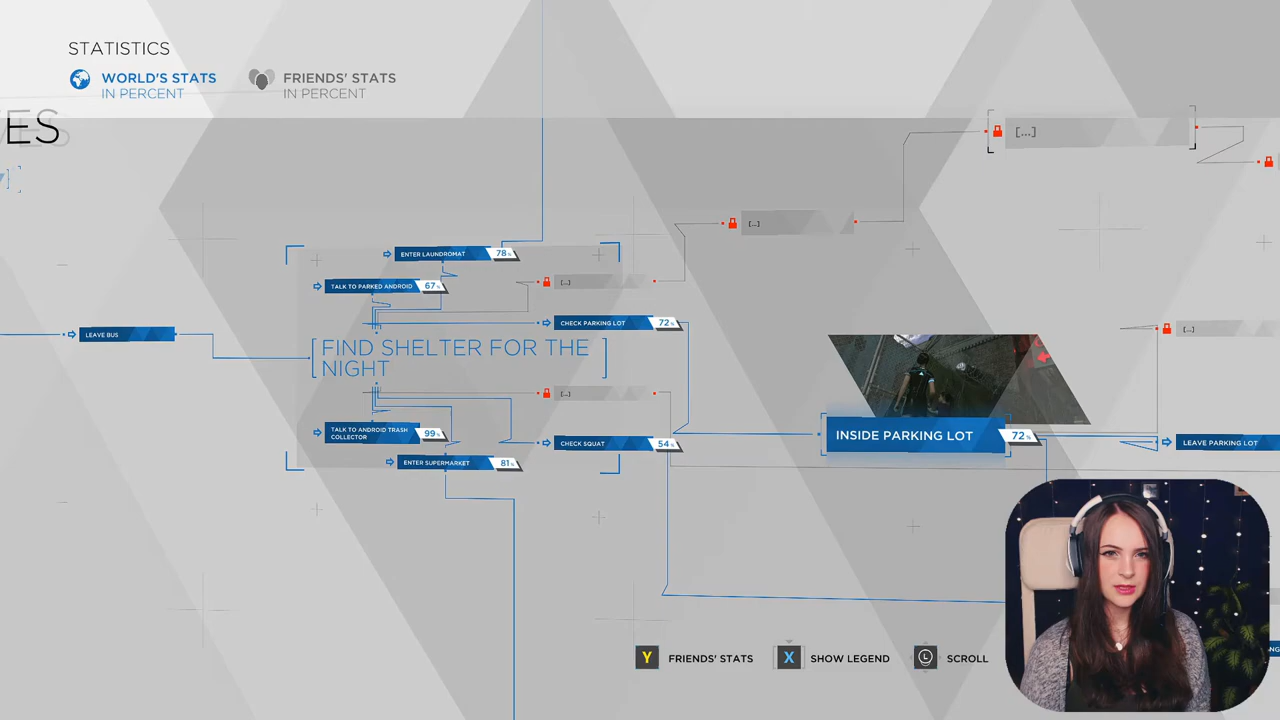 STATISTICS
WORLD'S STATS
IN PERCENT
FRIENDS' STATS
IN PERCENT
ES
[...]
[...]
ENTER LAUNDROMAT 78%
TALK TO PARKED ANDROID 67%
[...]
CHECK PARKING LOT 72%
LEAVE BUS
[...]
FIND SHELTER FOR THE
NIGHT
[...]
TALK TO ANDROID TRASH
COLLECTOR 99%
CHECK SQUAT 54%
ENTER SUPERMARKET 81%
INSIDE PARKING LOT 72%
LEAVE PARKING LOT
Y FRIENDS' STATS
X SHOW LEGEND
L SCROLL